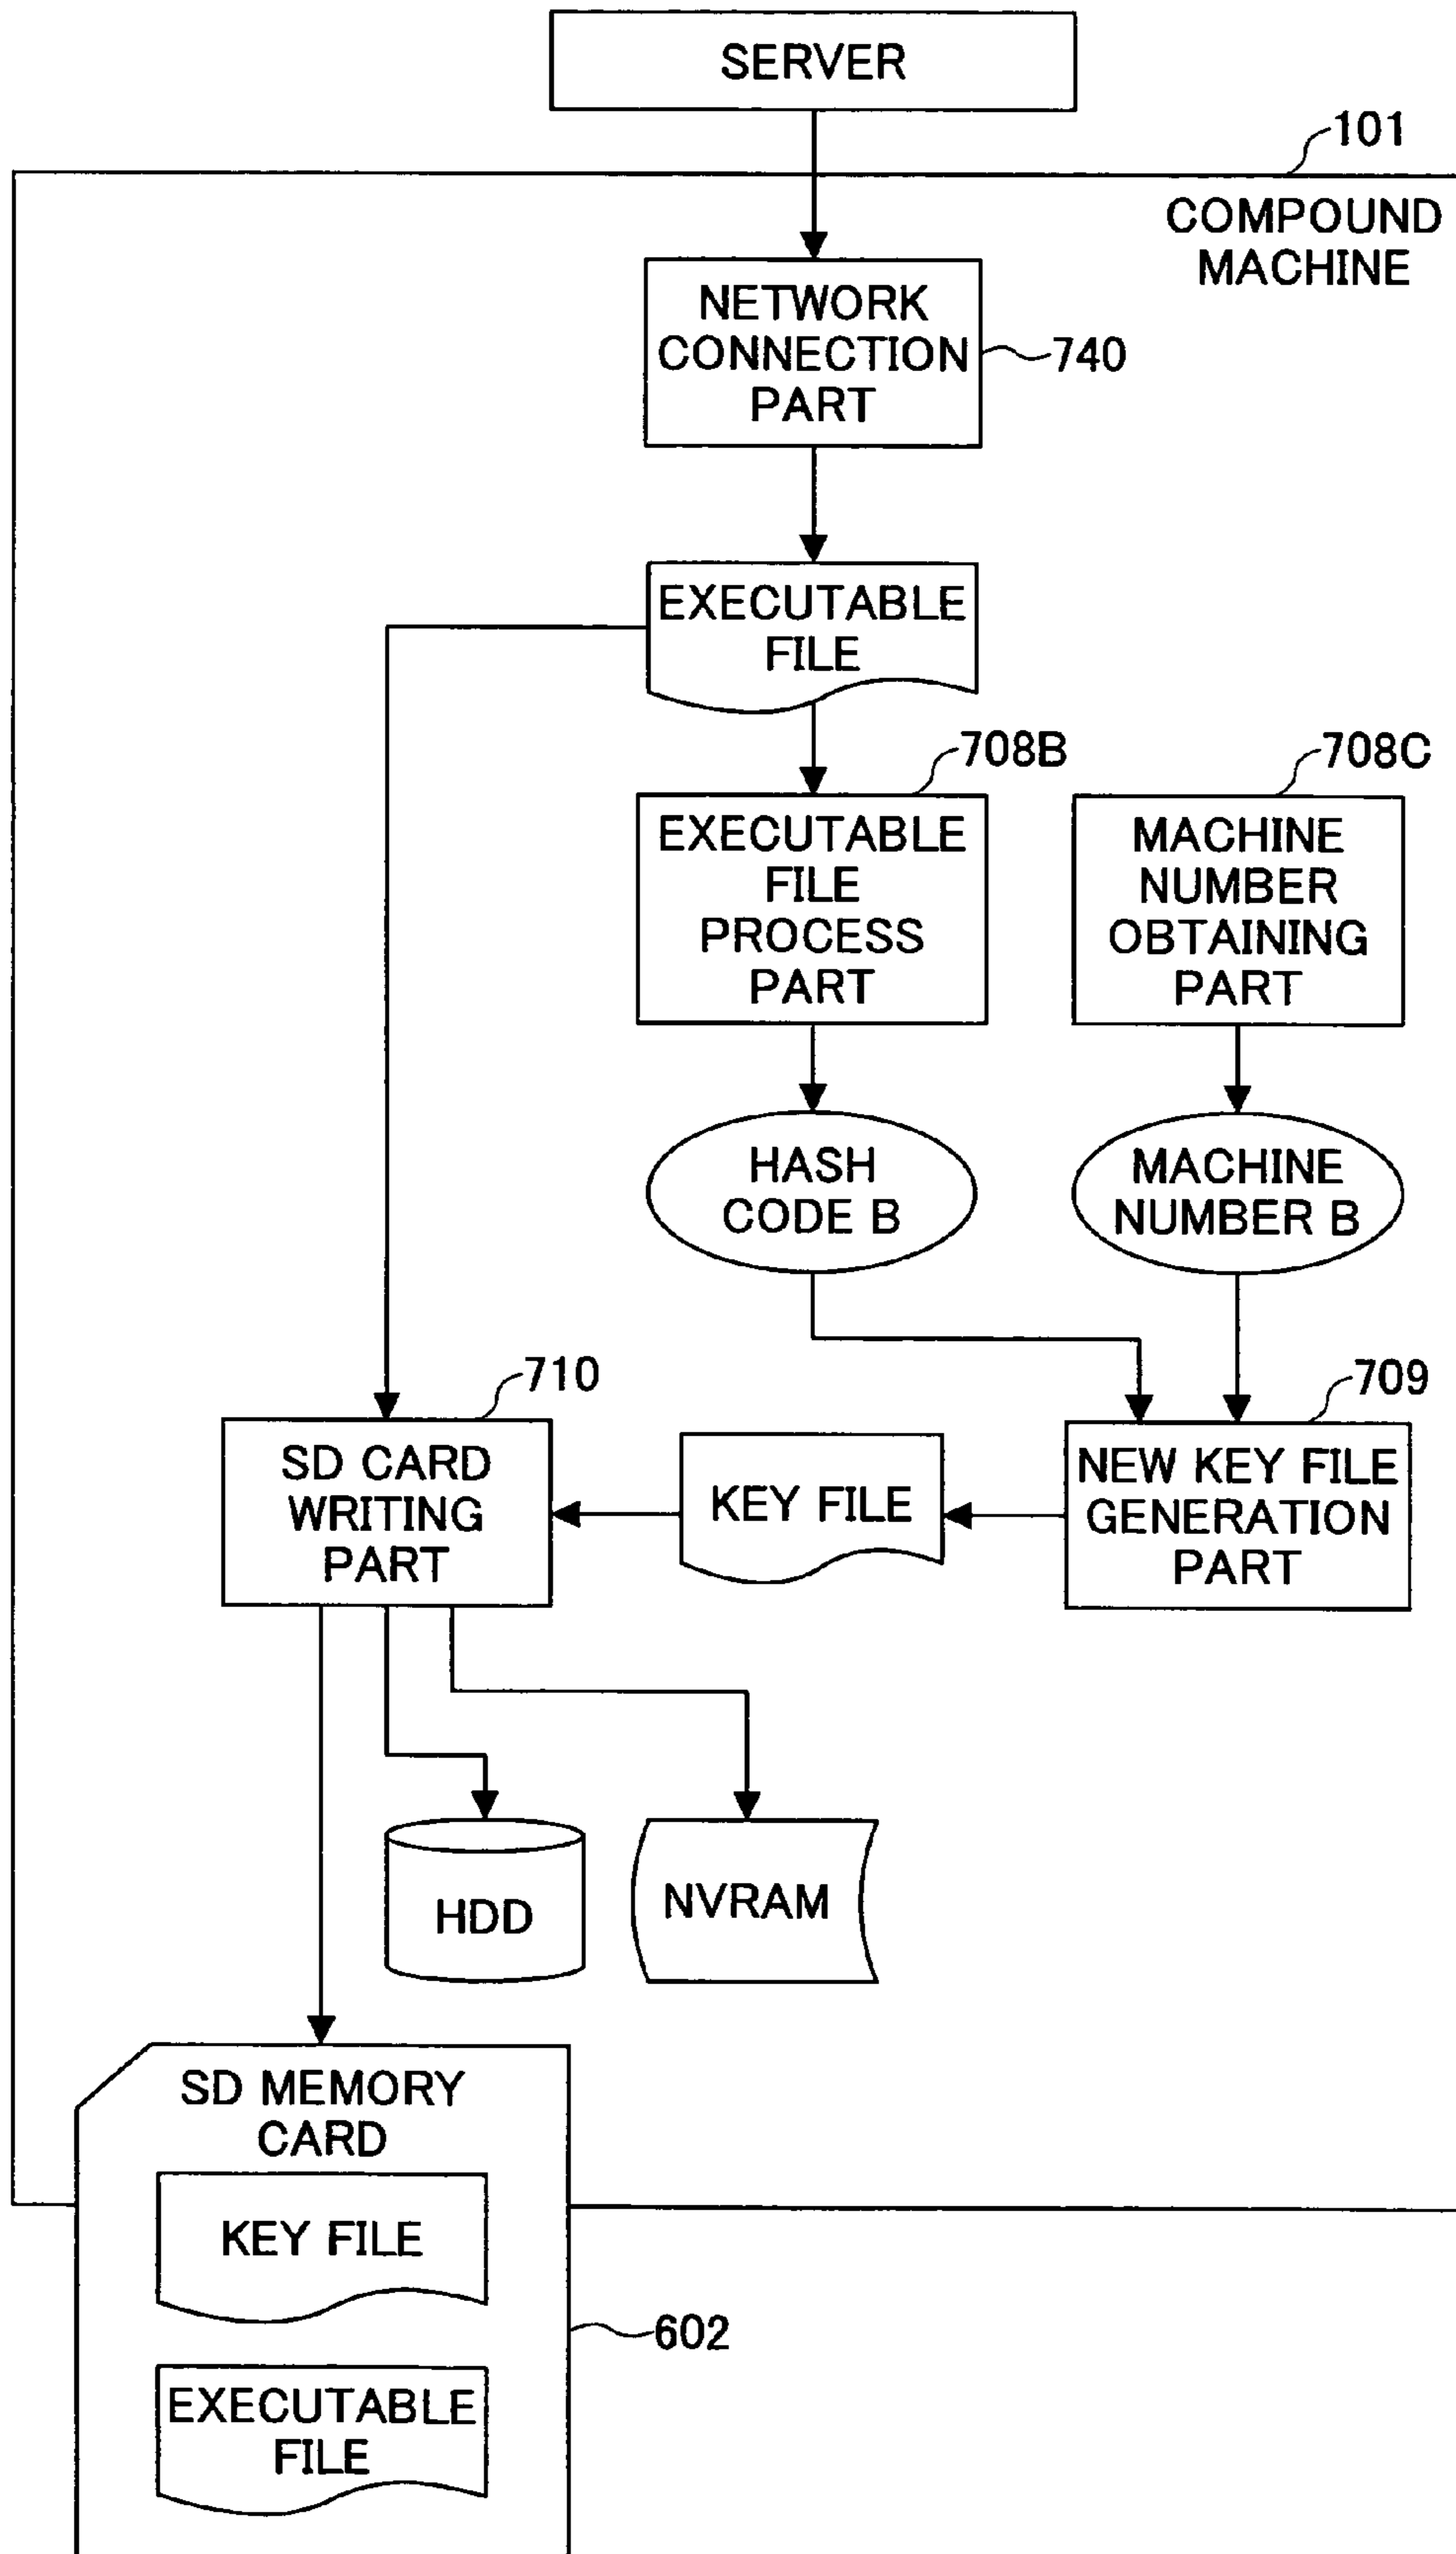 SERVER
101
COMPOUND
MACHINE
NETWORK
CONNECTION
PART
740
EXECUTABLE
FILE
708B
708C
EXECUTABLE
FILE
PROCESS
PART
MACHINE
NUMBER
OBTAINING
PART
HASH
CODE B
MACHINE
NUMBER B
710
709
SD CARD
WRITING
PART
KEY FILE
NEW KEY FILE
GENERATION
PART
HDD
NVRAM
SD MEMORY
CARD
KEY FILE
602
EXECUTABLE
FILE